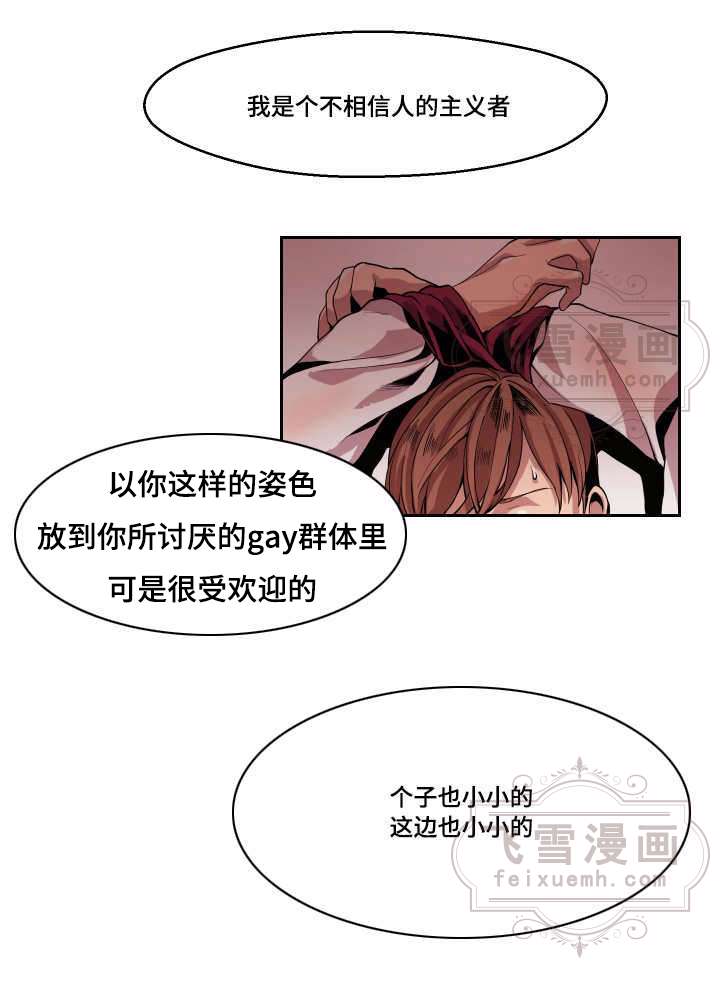 我是个不相信人的主义者
飞雪漫画
feixuemh.com
以你这样的姿色
放到你所讨厌的gay群体里
可是很受欢迎的
个子也小小的
这边也小小的
飞雪漫画
feixuemh.com